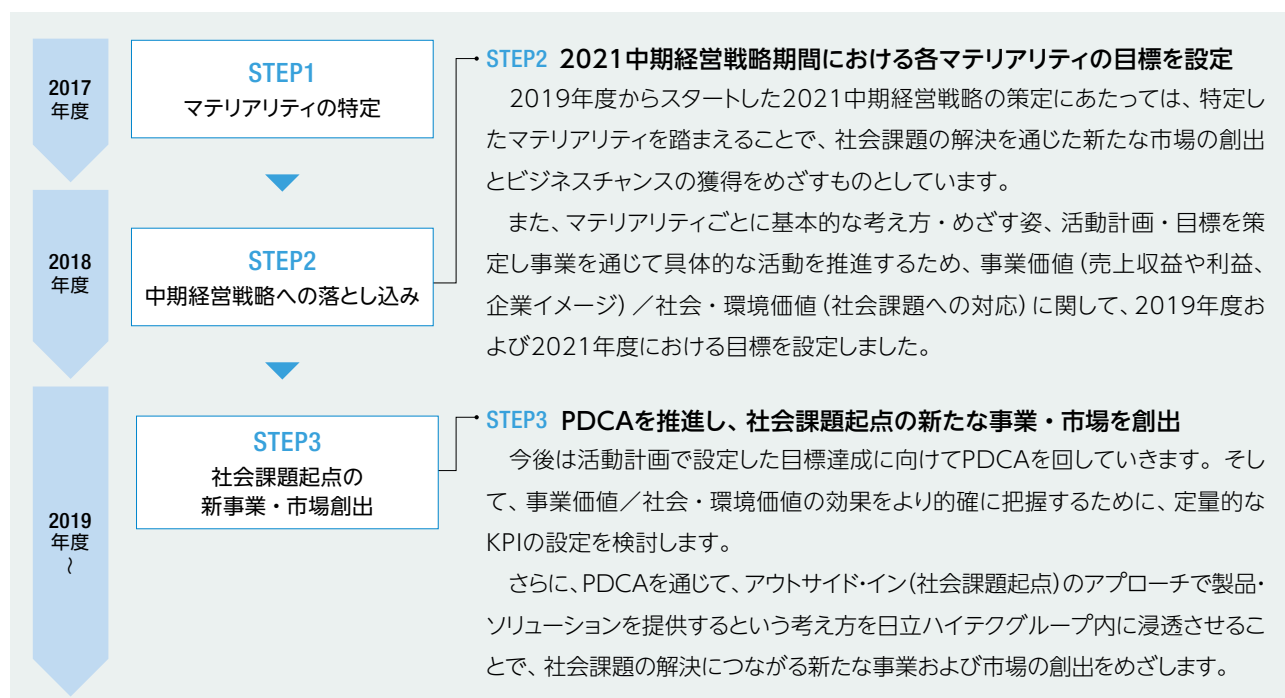 2017
年度
STEP1
マテリアリティの特定
2018
年度
STEP2
中期経営戦略への落とし込み
2019
年度
~
STEP3
社会課題起点の
新事業・市場創出
STEP2 2021中期経営戦略期間における各マテリアリティの目標を設定
2019年度からスタートした2021中期経営戦略の策定にあたっては、特定し
たマテリアリティを踏まえることで、社会課題の解決を通じた新たな市場の創出
とビジネスチャンスの獲得をめざすものとしています。
また、マテリアリティごとに基本的な考え方・めざす姿、活動計画・目標を策
定し事業を通じて具体的な活動を推進するため、事業価値(売上収益や利益、
企業イメージ)/社会・環境価値(社会課題への対応)に関して、2019年度お
よび2021年度における目標を設定しました。
STEP3 PDCAを推進し、社会課題起点の新たな事業・市場を創出
今後は活動計画で設定した目標達成に向けてPDCAを回していきます。そし
て、事業価値/社会・環境価値の効果をより的確に把握するために、定量的な
KPIの設定を検討します。
さらに、PDCAを通じて、アウトサイド・イン(社会課題起点)のアプローチで製品・
ソリューションを提供するという考え方を日立ハイテクグループ内に浸透させるこ
とで、社会課題の解決につながる新たな事業および市場の創出をめざします。